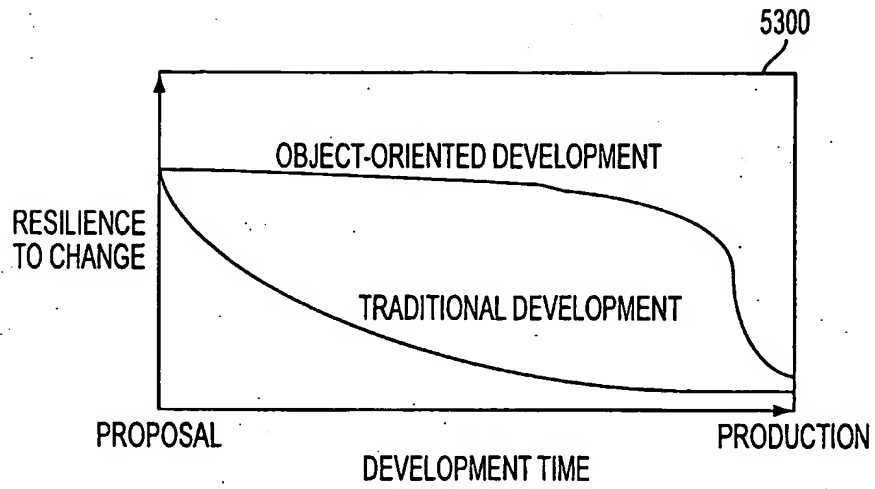 5300
OBJECT-ORIENTED DEVELOPMENT
RESILIENCE
TO CHANGE
TRADITIONAL DEVELOPMENT
PROPOSAL
PRODUCTION
DEVELOPMENT TIME